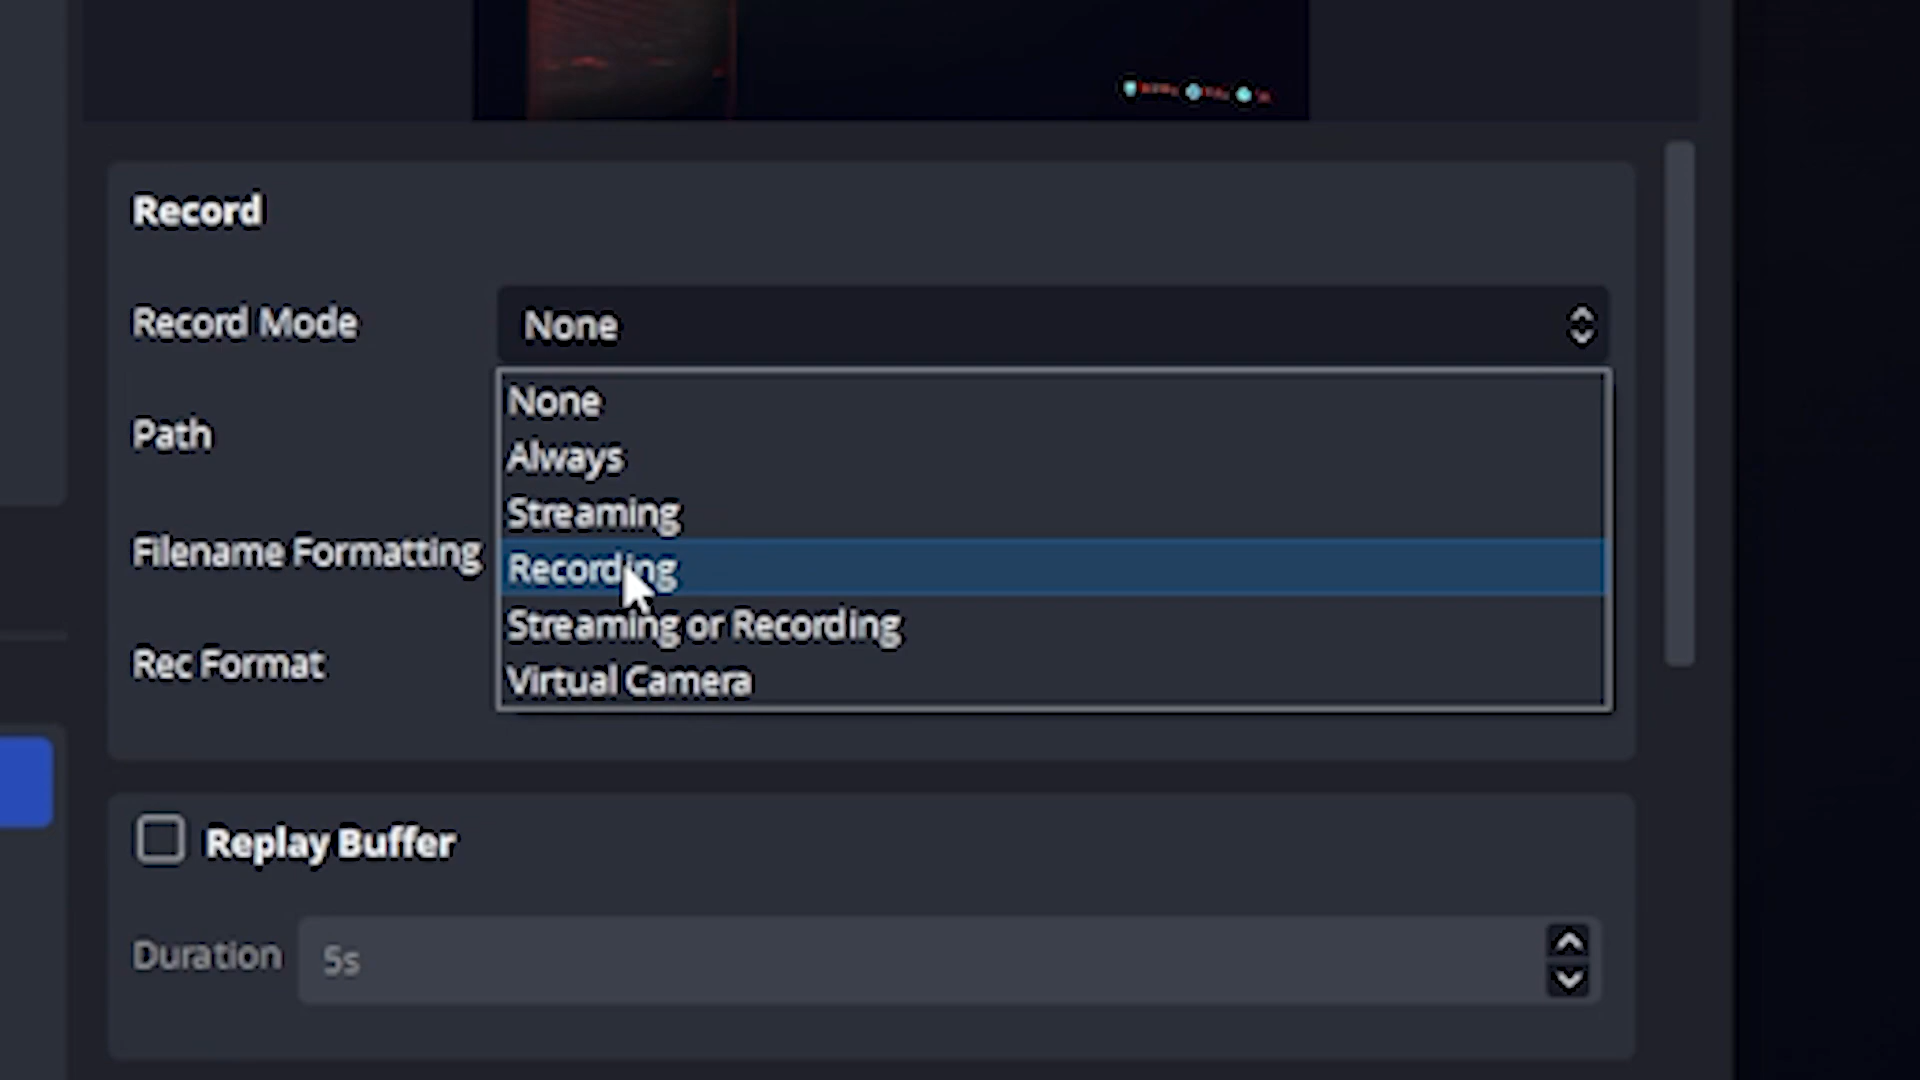 Record
Record Mode
None
None
Always
Path
Streaming
Filename Formatting
Recording
Streaming or Recording
Rec Format
Virtual Camera
Replay Buffer
Duration
5s